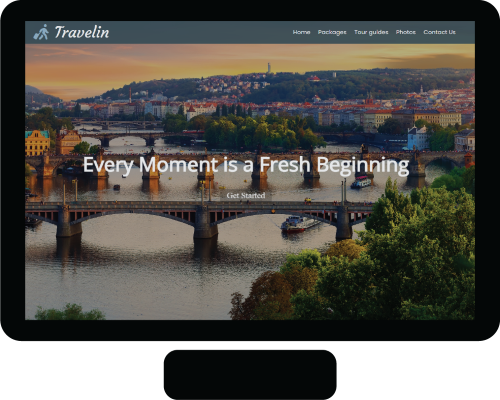 Travelin
Home Packages Tour guides Photos Contact Us
Every Moment is a Fresh Beginning
Get Started